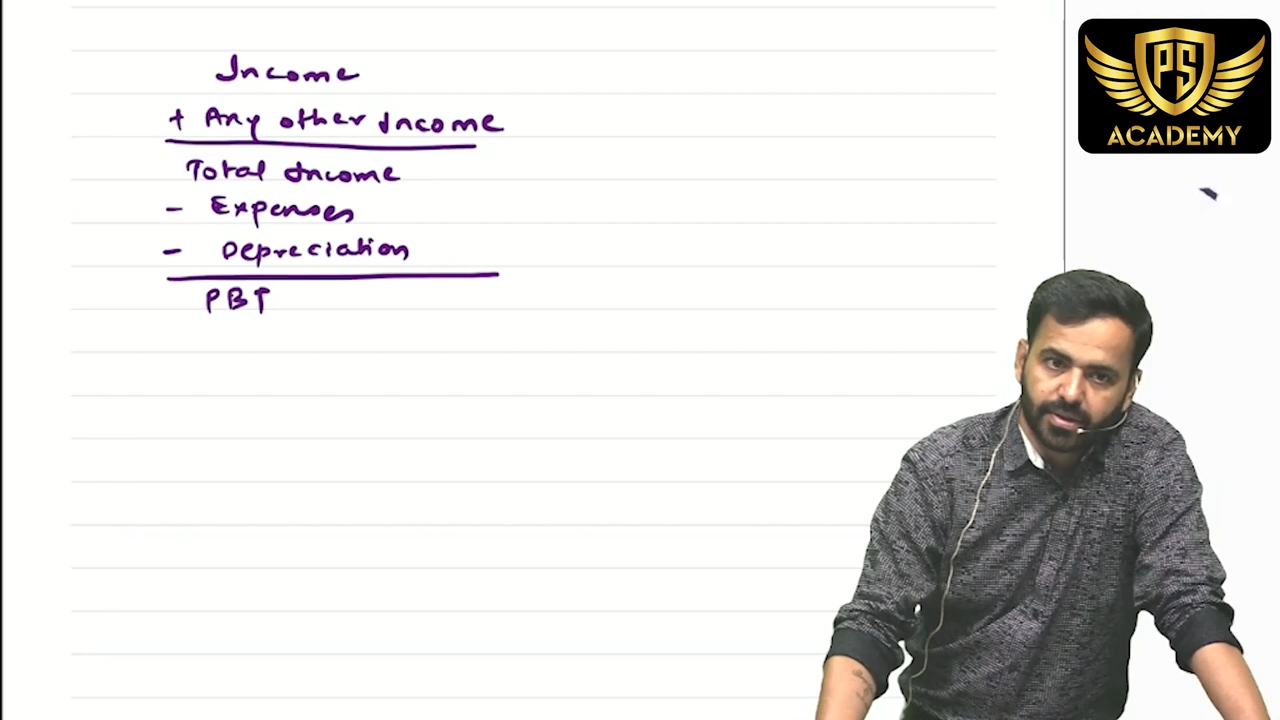 Income
+ Any other Income
Total Income
- Expenses
- Depreciation
PBT
PS
ACADEMY